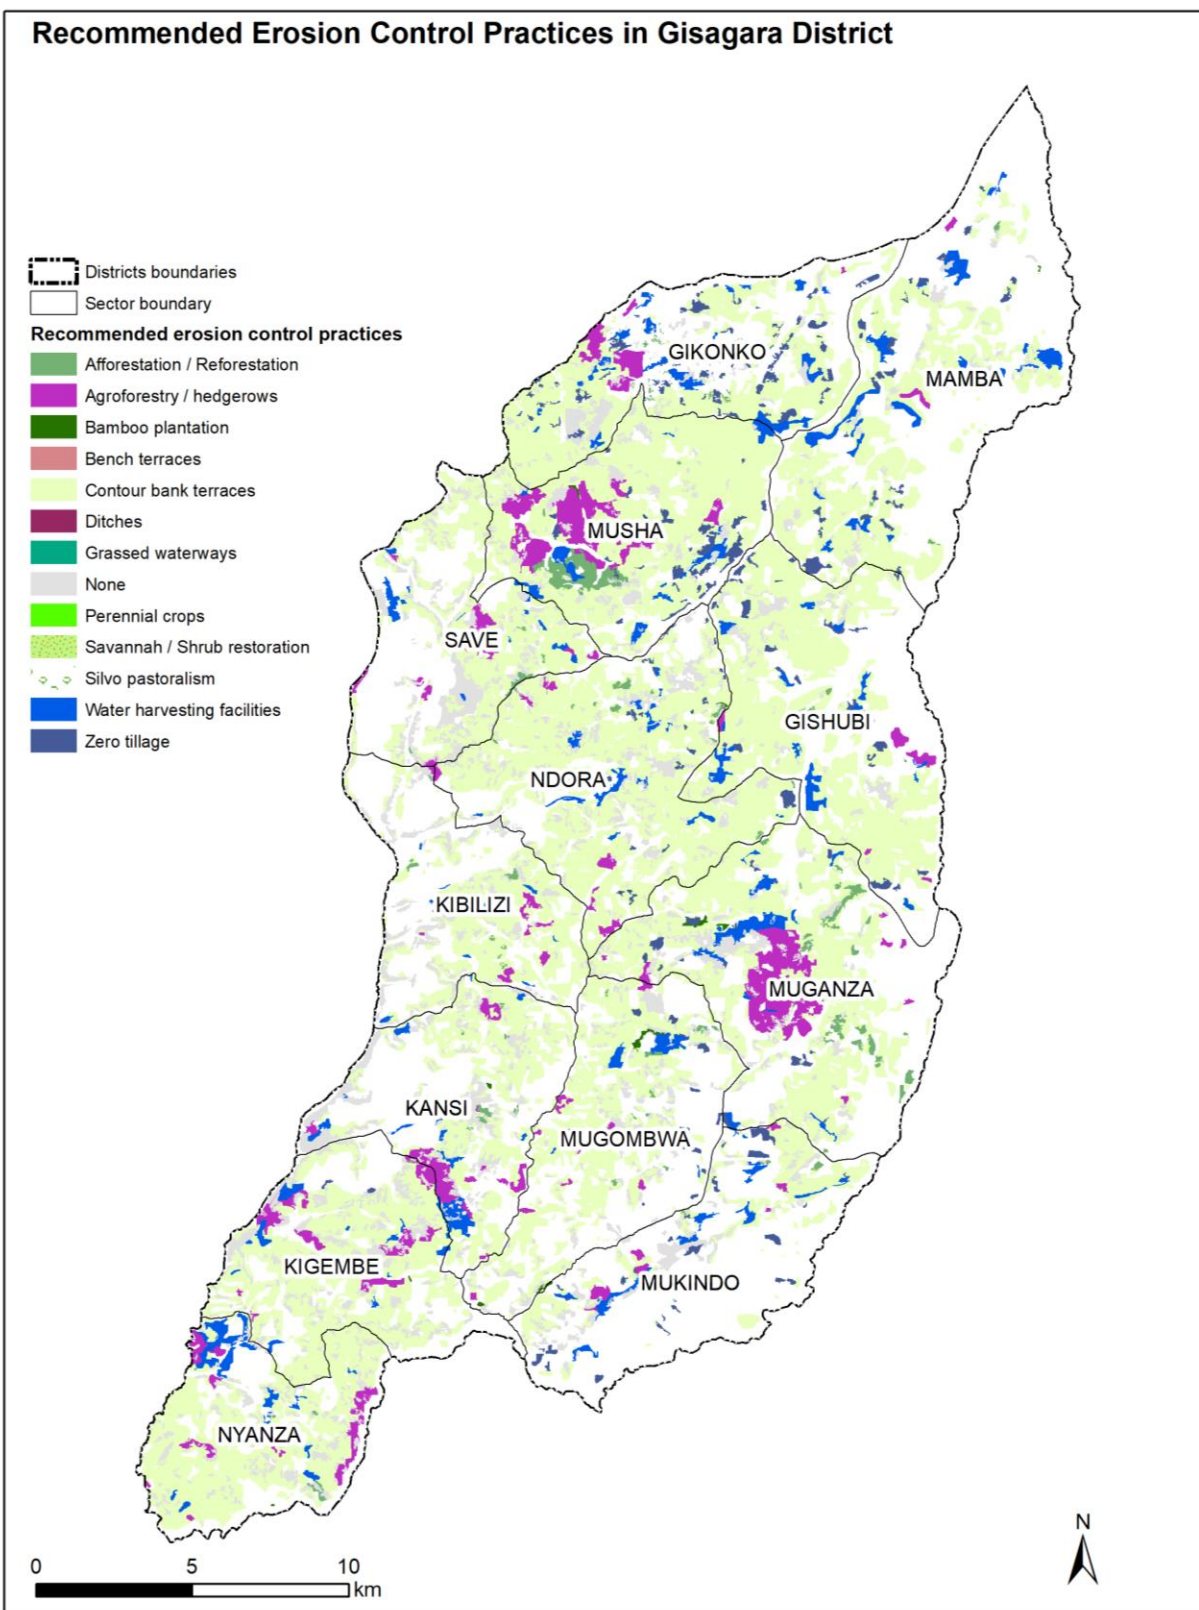 Recommended Erosion Control Practices in Gisagara District
Districts boundaries
Sector boundary
Recommended erosion control practices
Afforestation / Reforestation
Agroforestry / hedgerows
Bamboo plantation
Bench terraces
Contour bank terraces
Ditches
Grassed waterways
None
Perennial crops
Savannah / Shrub restoration
Silvo pastoralism
Water harvesting facilities
Zero tillage
GIKONKO
MAMBA
MUSHA
SAVE
GISHUBI
NDORA
KIBILIZI
MUGANZA
KANSI
MUGOMBWA
KIGEMBE
MUKINDO
NYANZA
0 5 10
km
N